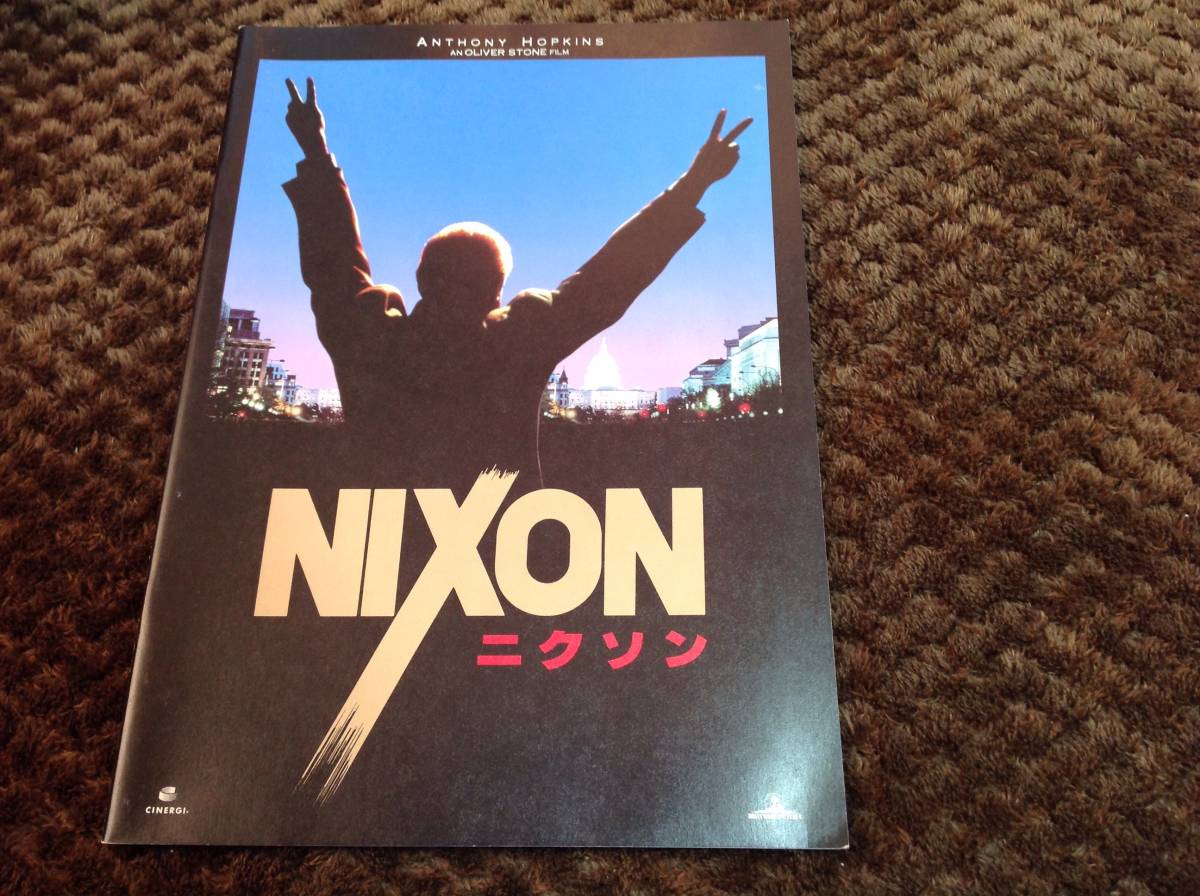 ANTHONY HOPKINS
AN OLIVER STONE FILM
NIXON
ニクソン
CINERGI